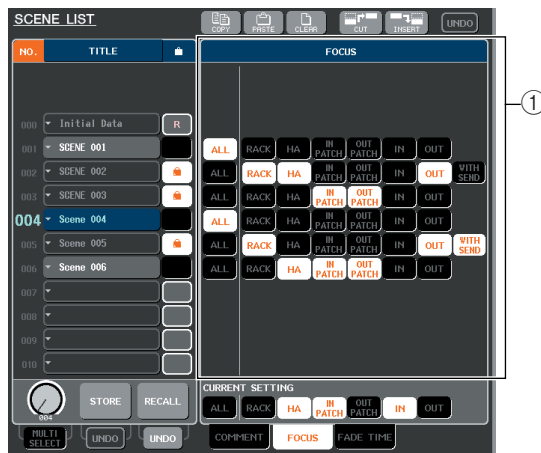 SCENE LIST
COPY PASTE CLEAR CUT INSERT UNDO
NO. TITLE FOCUS
1
000 Initial Data R
001 SCENE 001 ALL RACK HA IN PATCH OUT PATCH IN OUT
002 SCENE 002 ALL RACK HA IN PATCH OUT PATCH IN OUT WITH SEND
003 SCENE 003 ALL RACK HA IN PATCH OUT PATCH IN OUT
004 Scene 004 ALL RACK HA IN PATCH OUT PATCH IN OUT
005 Scene 005 ALL RACK HA IN PATCH OUT PATCH IN OUT WITH SEND
006 Scene 006 ALL RACK HA IN PATCH OUT PATCH IN OUT
007
008
009
010
CURRENT SETTING
004 STORE RECALL ALL RACK HA IN PATCH OUT PATCH IN OUT
MULTI SELECT UNDO UNDO COMMENT FOCUS FADE TIME